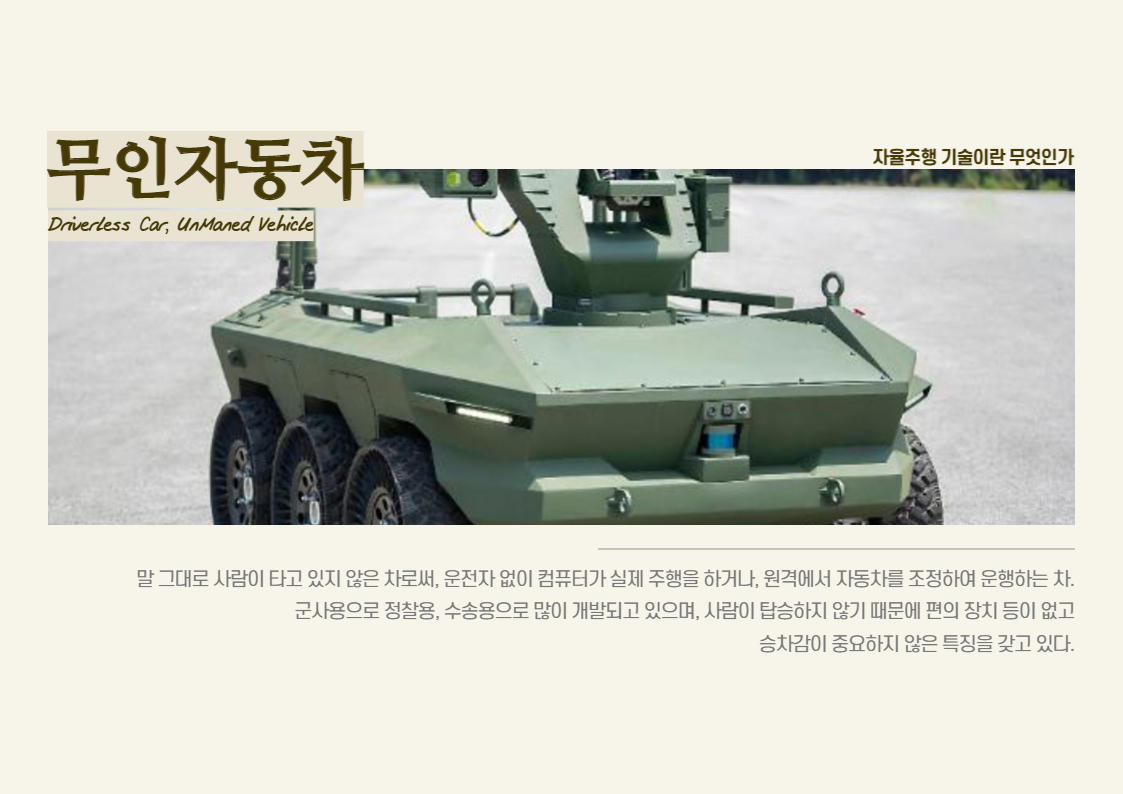 무인자동차
자율주행 기술이란 무엇인가
Driverless Car, UnManed Vehicle
말 그대로 사람이 타고 있지 않은 차로써, 운전자 없이 컴퓨터가 실제 주행을 하거나, 원격에서 자동차를 조정하여 운행하는 차.
군사용으로 정찰용, 수송용으로 많이 개발되고 있으며, 사람이 탑승하지 않기 때문에 편의 장치 등이 없고
승차감이 중요하지 않은 특징을 갖고 있다.